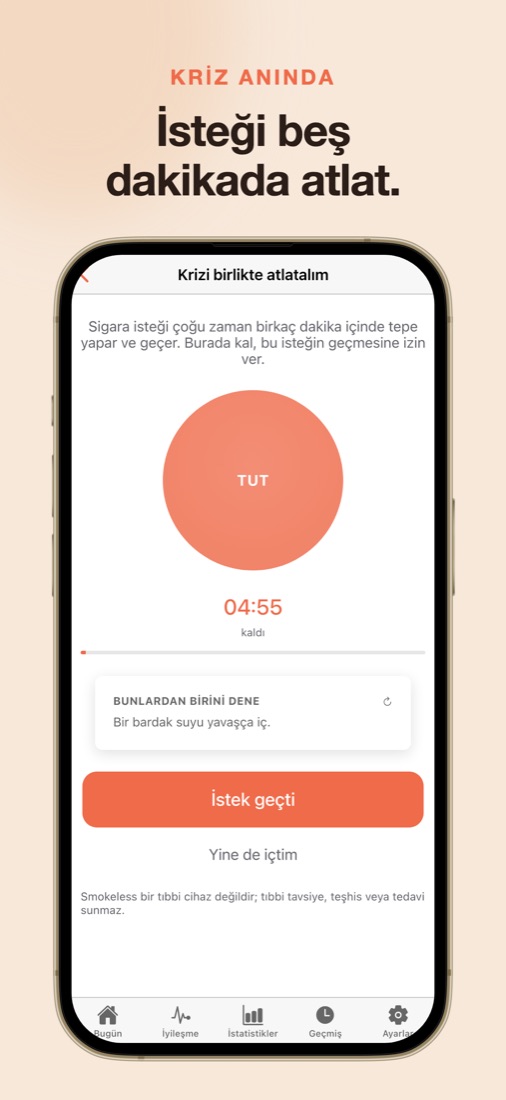 KRİZ ANINDA
İsteği beş
dakikada atlat.
Krizi birlikte atlatalım
Sigara isteği çoğu zaman birkaç dakika içinde tepe
yapar ve geçer. Burada kal, bu isteğin geçmesine izin
ver.
TUT
04:55
kaldı
BUNLARDAN BİRİNİ DENE
Bir bardak suyu yavaşça iç.
İstek geçti
Yine de içtim
Smokeless bir tıbbi cihaz değildir; tıbbi tavsiye, teşhis veya tedavi
sunmaz.
Bugün İyileşme İstatistikler Geçmiş Ayarlar